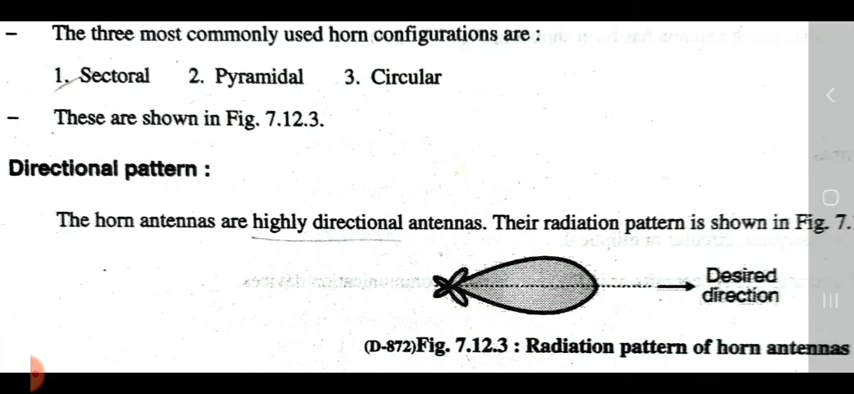 – The three most commonly used horn configurations are :
1. Sectoral 2. Pyramidal 3. Circular
– These are shown in Fig. 7.12.3.
Directional pattern :
The horn antennas are highly directional antennas. Their radiation pattern is shown in Fig. 7.
Desired
direction
(D-872)Fig. 7.12.3 : Radiation pattern of horn antennas